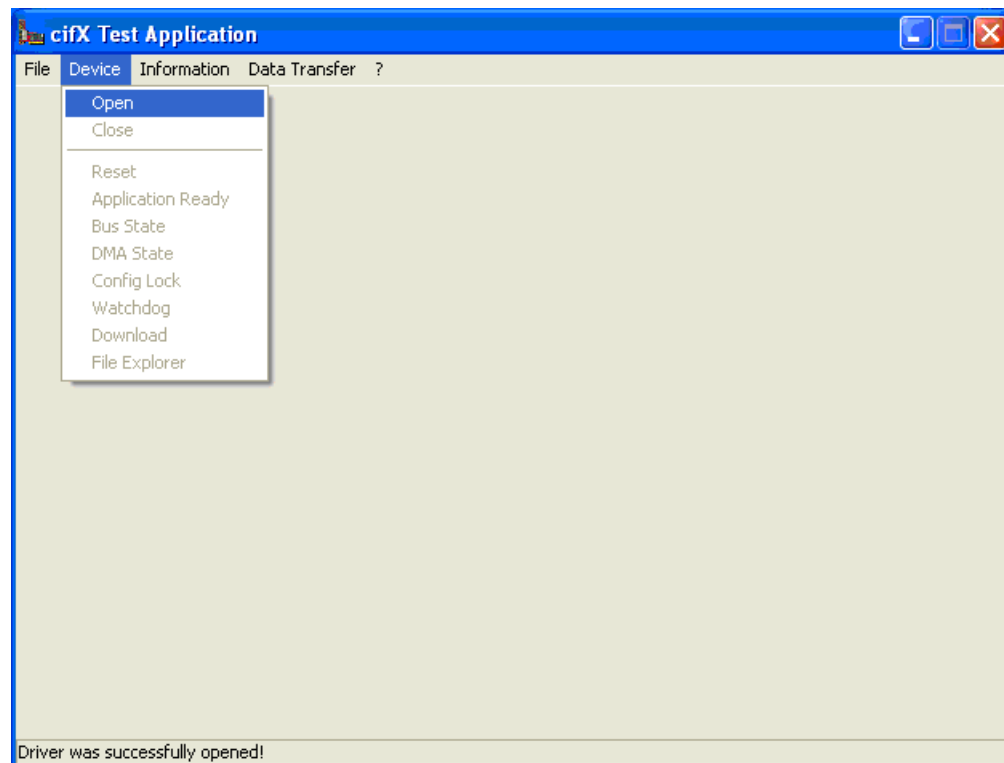 cifX Test Application
File Device Information Data Transfer ?
Open
Close
Reset
Application Ready
Bus State
DMA State
Config Lock
Watchdog
Download
File Explorer
Driver was successfully opened!